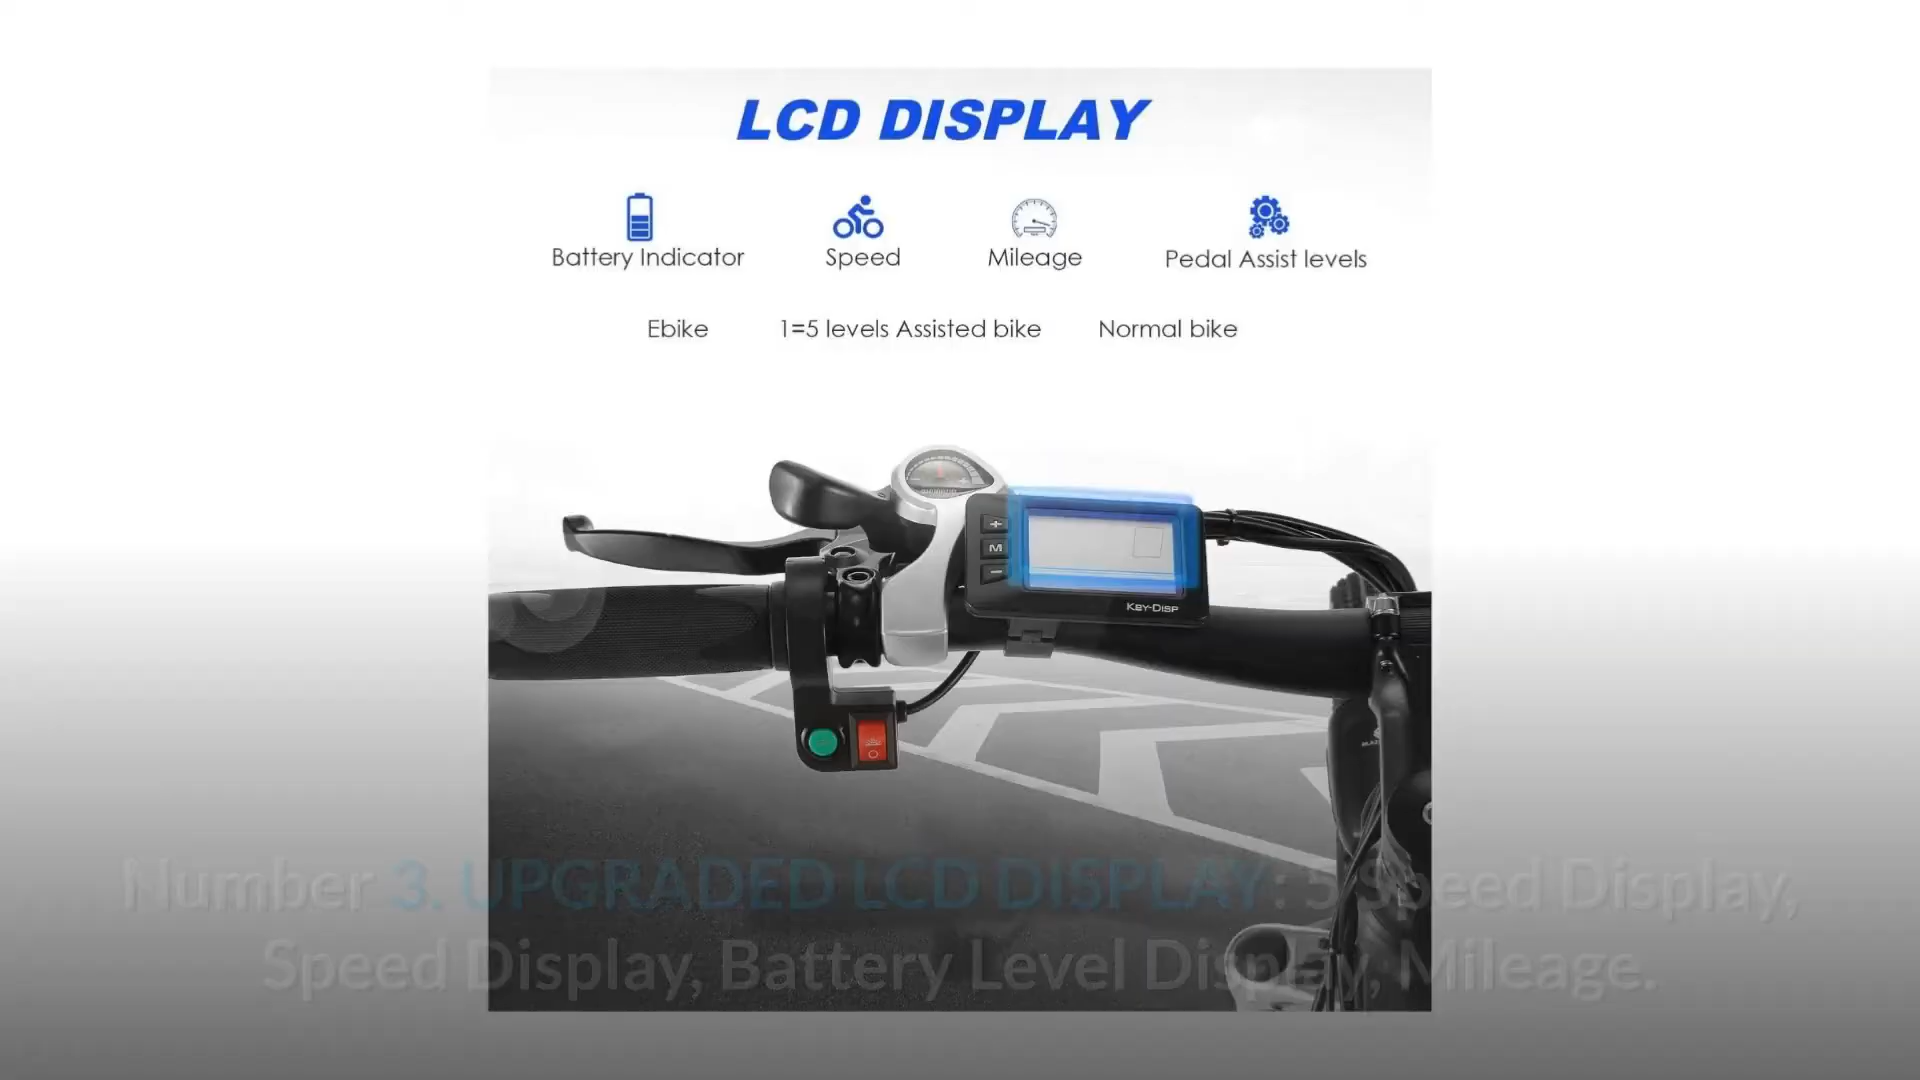 LCD DISPLAY
Battery Indicator Speed Mileage Pedal Assist levels
Ebike 1=5 levels Assisted bike Normal bike
+
M
−
KEY-DISP
Number 3. UPGRADED LCD DISPLAY: 5 Speed Display,
Speed Display, Battery Level Display, Mileage.